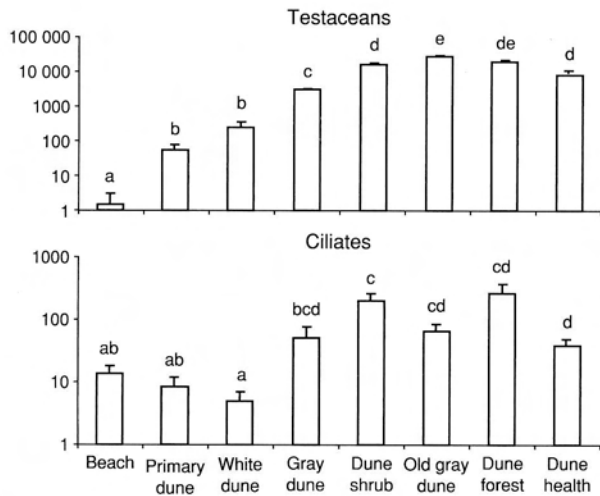 Testaceans
100 000
10 000
1000
100
10
1
a
b
b
c
d
e
de
d
Ciliates
1000
100
10
1
ab
ab
a
bcd
c
cd
cd
d
Beach
Primary dune
White dune
Gray dune
Dune shrub
Old gray dune
Dune forest
Dune health